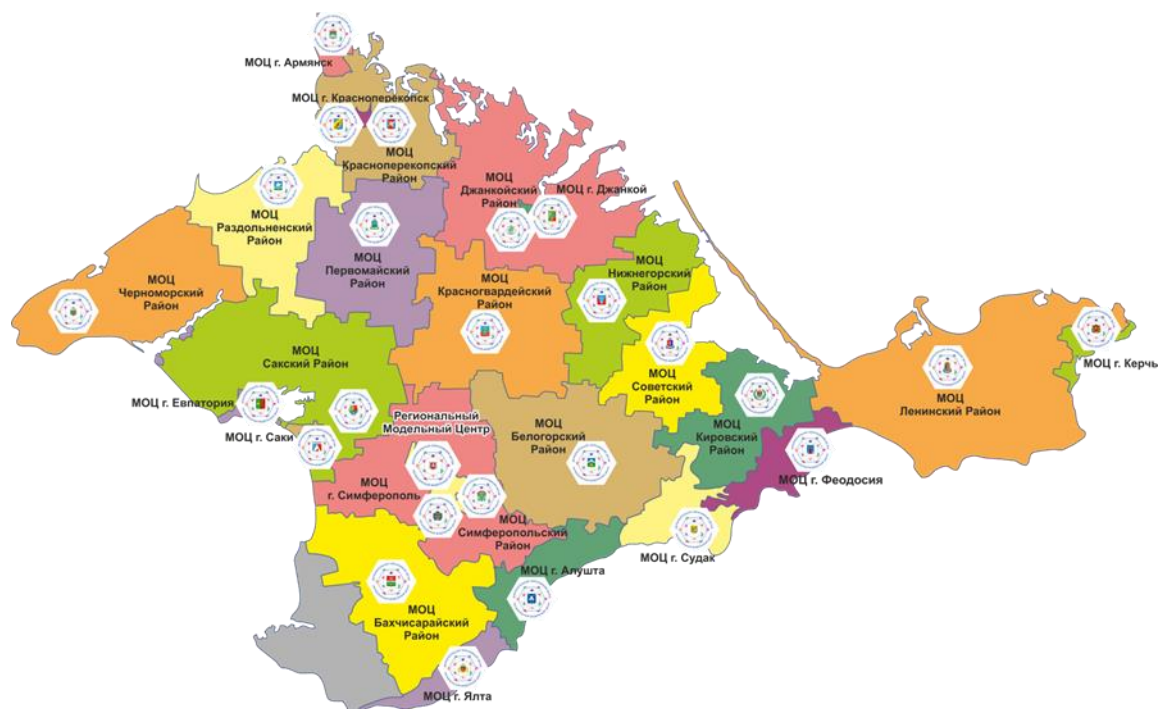 МОЦ г. Армянск
МОЦ г. Красноперекопск
МОЦ
Красноперекопский
Район
МОЦ
Джанкойский
Район
МОЦ г. Джанкой
МОЦ
Раздольненский
Район
МОЦ
Первомайский
Район
МОЦ
Нижнегорский
Район
МОЦ
Черноморский
Район
МОЦ
Красногвардейский
Район
МОЦ
Сакский Район
МОЦ
Советский
Район
МОЦ г. Керчь
МОЦ
Ленинский Район
МОЦ г. Евпатория
МОЦ г. Саки
Региональный
Модельный Центр
МОЦ
Белогорский
Район
МОЦ
Кировский
Район
МОЦ
г. Симферополь
МОЦ г. Феодосия
МОЦ
Симферопольский
Район
МОЦ г. Судак
МОЦ г. Алушта
МОЦ
Бахчисарайский
Район
МОЦ г. Ялта